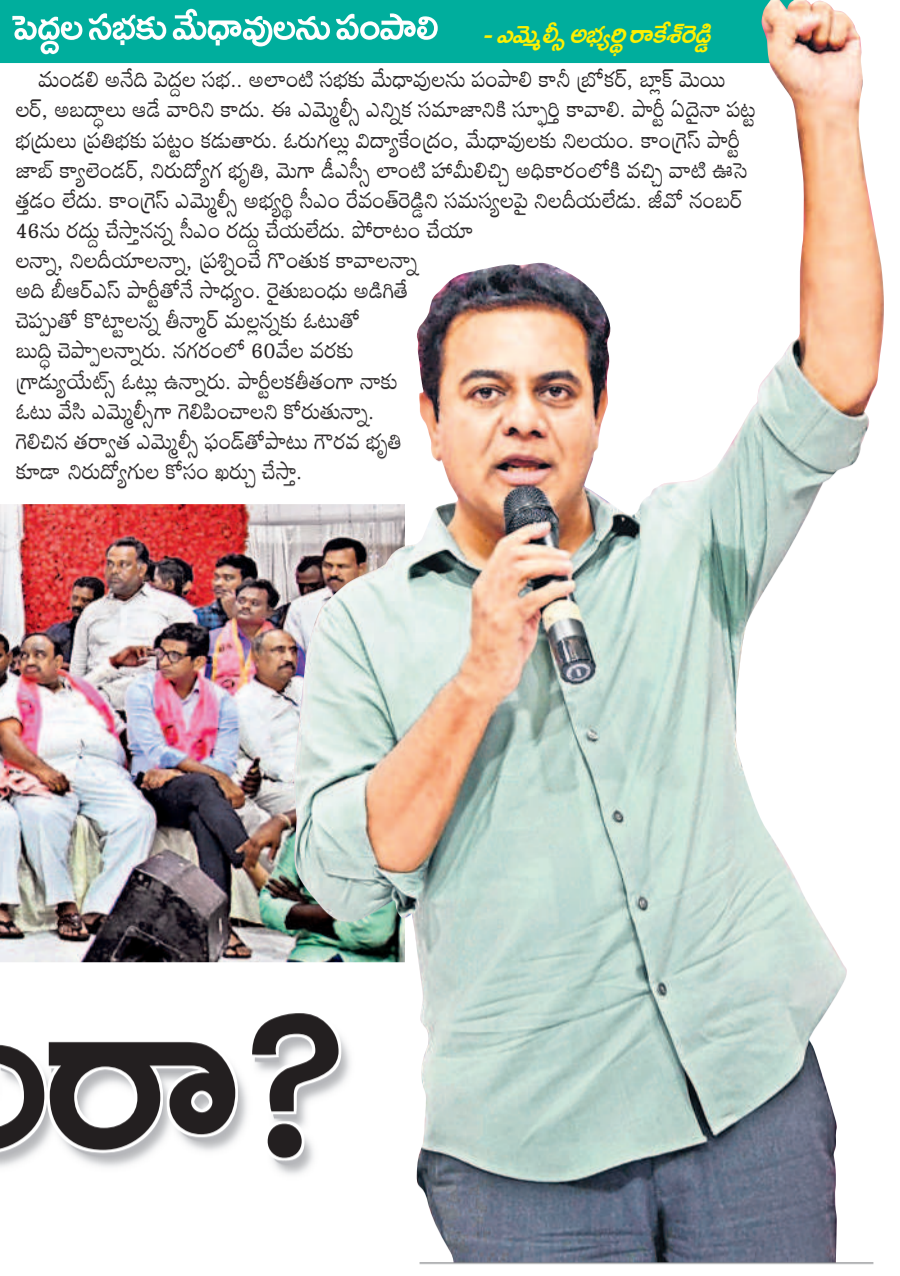 పెద్దల సభకు మేధావులను పంపాలి
- ఎమ్మెల్సీ అభ్యర్థి రాకేశ్‌రెడ్డి
మండలి అనేది పెద్దల సభ.. అలాంటి సభకు మేధావులను పంపాలి కానీ బ్రోకర్, బ్లాక్ మెయి
లర్, అబద్ధాలు ఆడే వారిని కాదు. ఈ ఎమ్మెల్సీ ఎన్నిక సమాజానికి స్ఫూర్తి కావాలి. పార్టీ ఏదైనా పట్ట
భద్రులు ప్రతిభకు పట్టం కడుతారు. ఓరుగల్లు విద్యాకేంద్రం, మేధావులకు నిలయం. కాంగ్రెస్ పార్టీ
జాబ్ క్యాలెండర్, నిరుద్యోగ భృతి, మెగా డీఎస్సీ లాంటి హామీలిచ్చి అధికారంలోకి వచ్చి వాటి ఊసె
త్తడం లేదు. కాంగ్రెస్ ఎమ్మెల్సీ అభ్యర్థి సీఎం రేవంత్‌రెడ్డిని సమస్యలపై నిలదీయలేడు. జీవో నంబర్
46ను రద్దు చేస్తానన్న సీఎం రద్దు చేయలేదు. పోరాటం చేయా
లన్నా, నిలదీయాలన్నా, ప్రశ్నించే గొంతుక కావాలన్నా
అది బీఆర్ఎస్ పార్టీతోనే సాధ్యం. రైతుబంధు అడిగితే
చెప్పుతో కొట్టాలన్న తీన్మార్ మల్లన్నకు ఓటుతో
బుద్ధి చెప్పాలన్నారు. నగరంలో 60వేల వరకు
గ్రాడ్యుయేట్స్ ఓట్లు ఉన్నారు. పార్టీలకతీతంగా నాకు
ఓటు వేసి ఎమ్మెల్సీగా గెలిపించాలని కోరుతున్నా.
గెలిచిన తర్వాత ఎమ్మెల్సీ ఫండ్‌తోపాటు గౌరవ భృతి
కూడా నిరుద్యోగుల కోసం ఖర్చు చేస్తా.
రా?